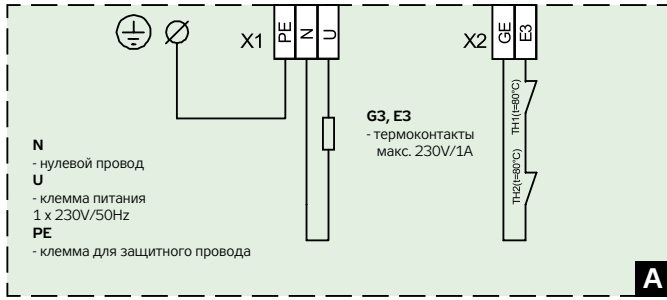 X1
PE
N
U
X2
GE
E3
TH1(t=80°C)
TH2(t=80°C)
N
- нулевой провод
U
- клемма питания
1 x 230V/50Hz
PE
- клемма для защитного провода
G3, E3
- термоконтакты
макс. 230V/1A
A